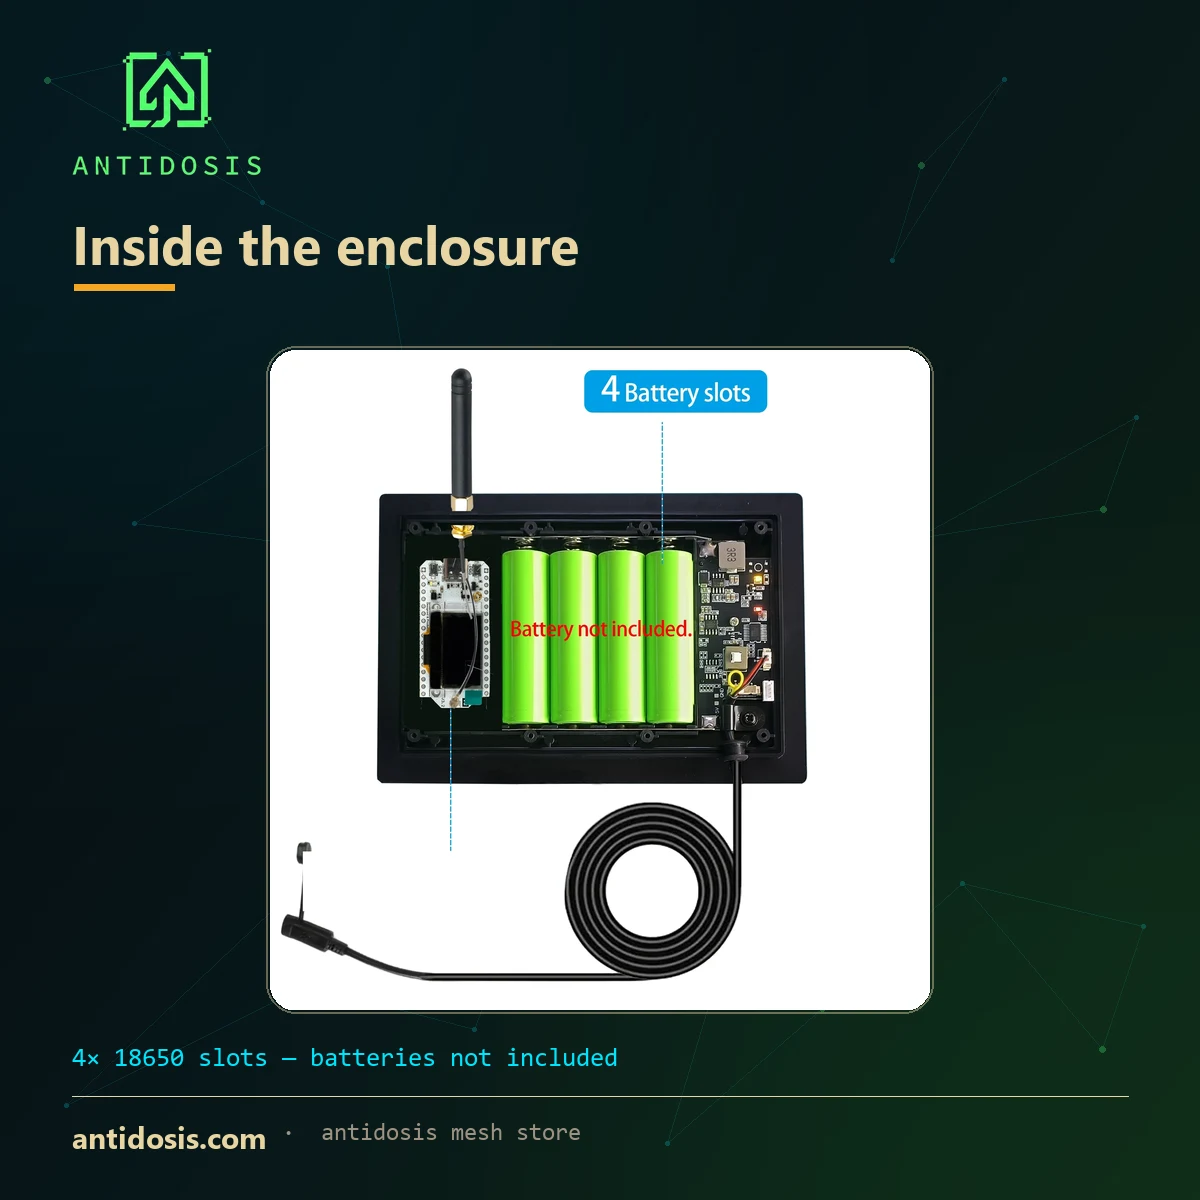 ANTIDOSIS
Inside the enclosure
4 Battery slots
3R3
Battery not included.
4× 18650 slots — batteries not included
antidosis.com · antidosis mesh store